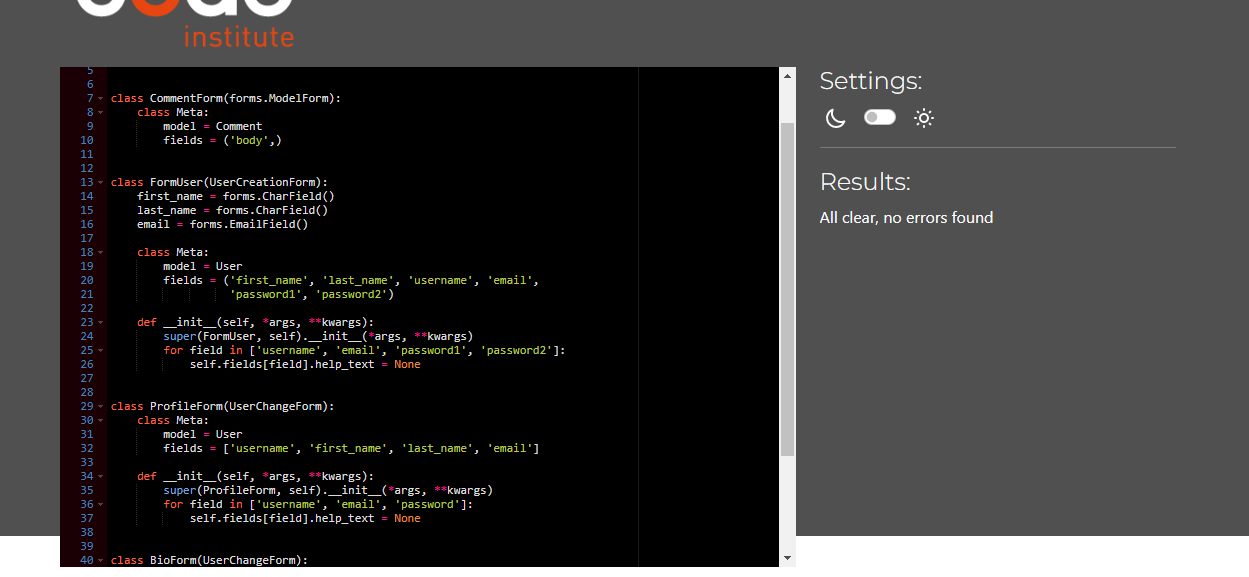 institute
5
6
7 class CommentForm(forms.ModelForm):
8     class Meta:
9         model = Comment
10         fields = ('body',)
11
12
13 class FormUser(UserCreationForm):
14     first_name = forms.CharField()
15     last_name = forms.CharField()
16     email = forms.EmailField()
17
18     class Meta:
19         model = User
20         fields = ('first_name', 'last_name', 'username', 'email',
21                   'password1', 'password2')
22
23     def __init__(self, *args, **kwargs):
24         super(FormUser, self).__init__(*args, **kwargs)
25         for field in ['username', 'email', 'password1', 'password2']:
26             self.fields[field].help_text = None
27
28
29 class ProfileForm(UserChangeForm):
30     class Meta:
31         model = User
32         fields = ['username', 'first_name', 'last_name', 'email']
33
34     def __init__(self, *args, **kwargs):
35         super(ProfileForm, self).__init__(*args, **kwargs)
36         for field in ['username', 'email', 'password']:
37             self.fields[field].help_text = None
38
39
40 class BioForm(UserChangeForm):
Settings:
Results:
All clear, no errors found